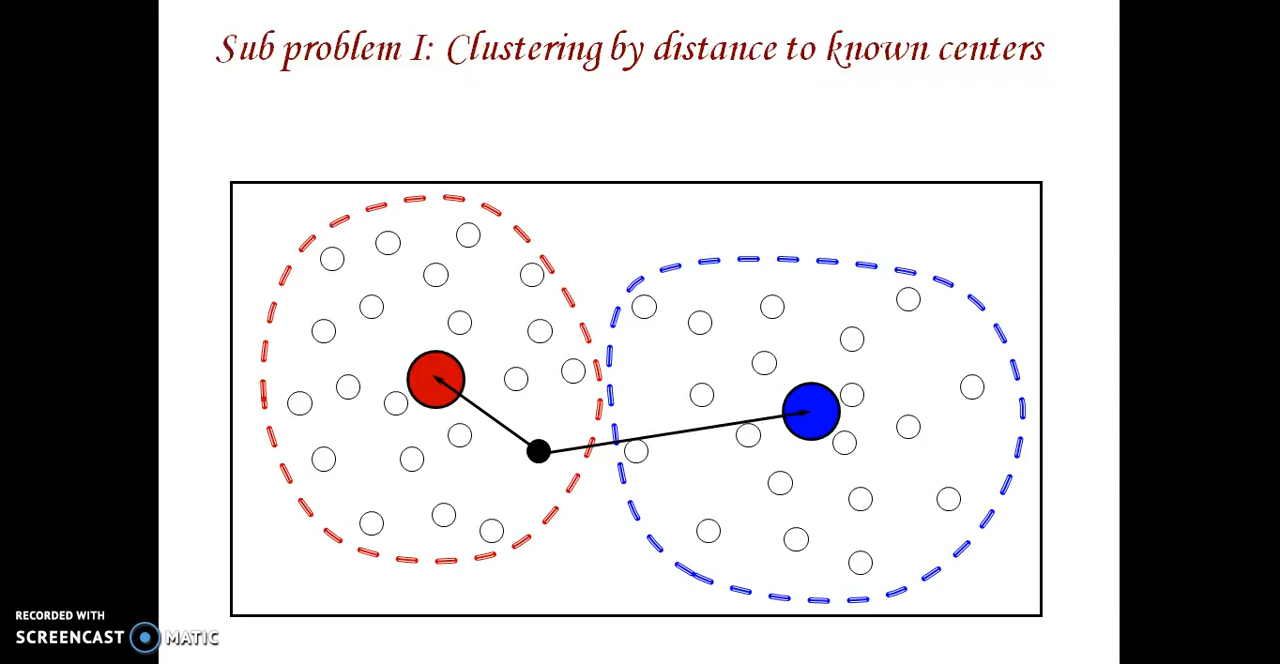 Sub problem I: Clustering by distance to known centers
RECORDED WITH
SCREENCAST MATIC